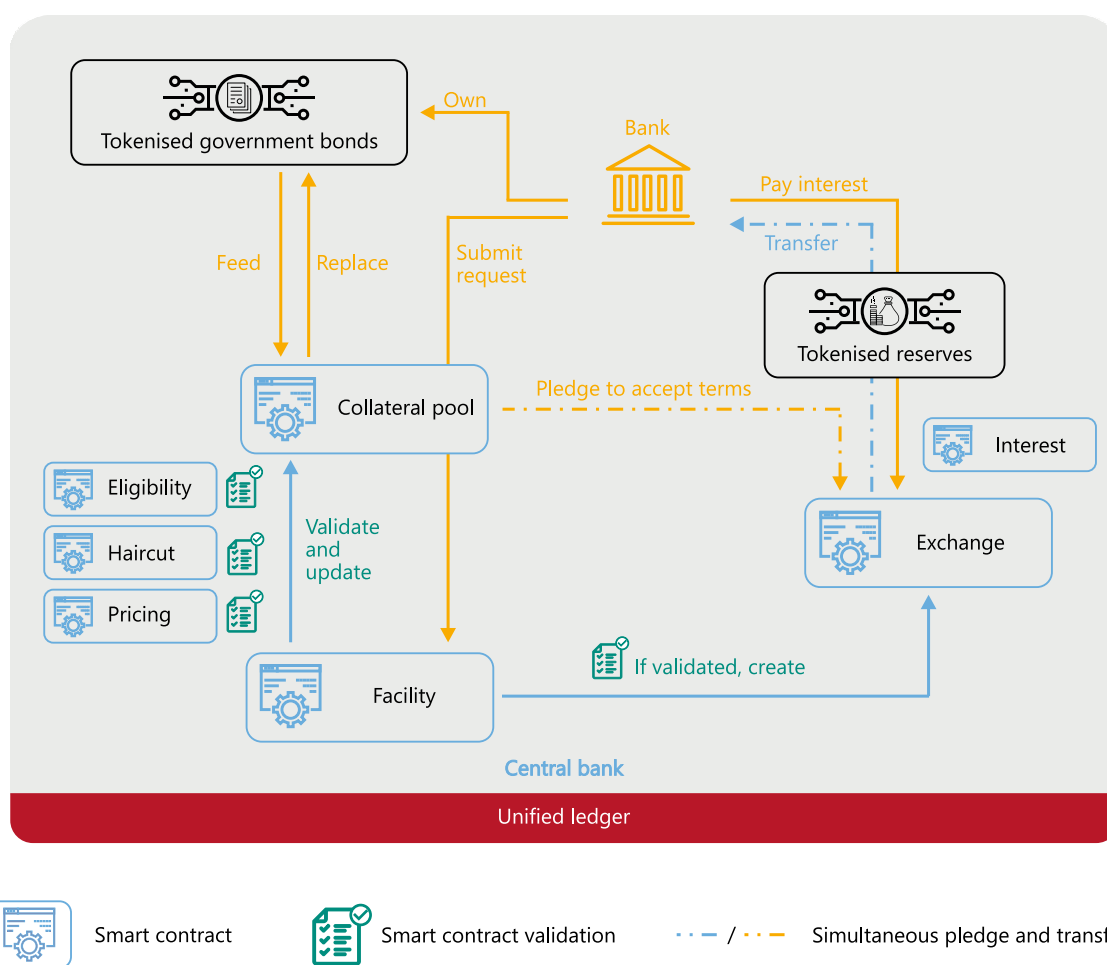 Tokenised government bonds
Own
Bank
Pay interest
Transfer
Feed
Replace
Submit
request
Tokenised reserves
Collateral pool
Pledge to accept terms
Interest
Eligibility
Haircut
Pricing
Validate
and
update
Exchange
If validated, create
Facility
Central bank
Unified ledger
Smart contract
Smart contract validation
/
Simultaneous pledge and transf